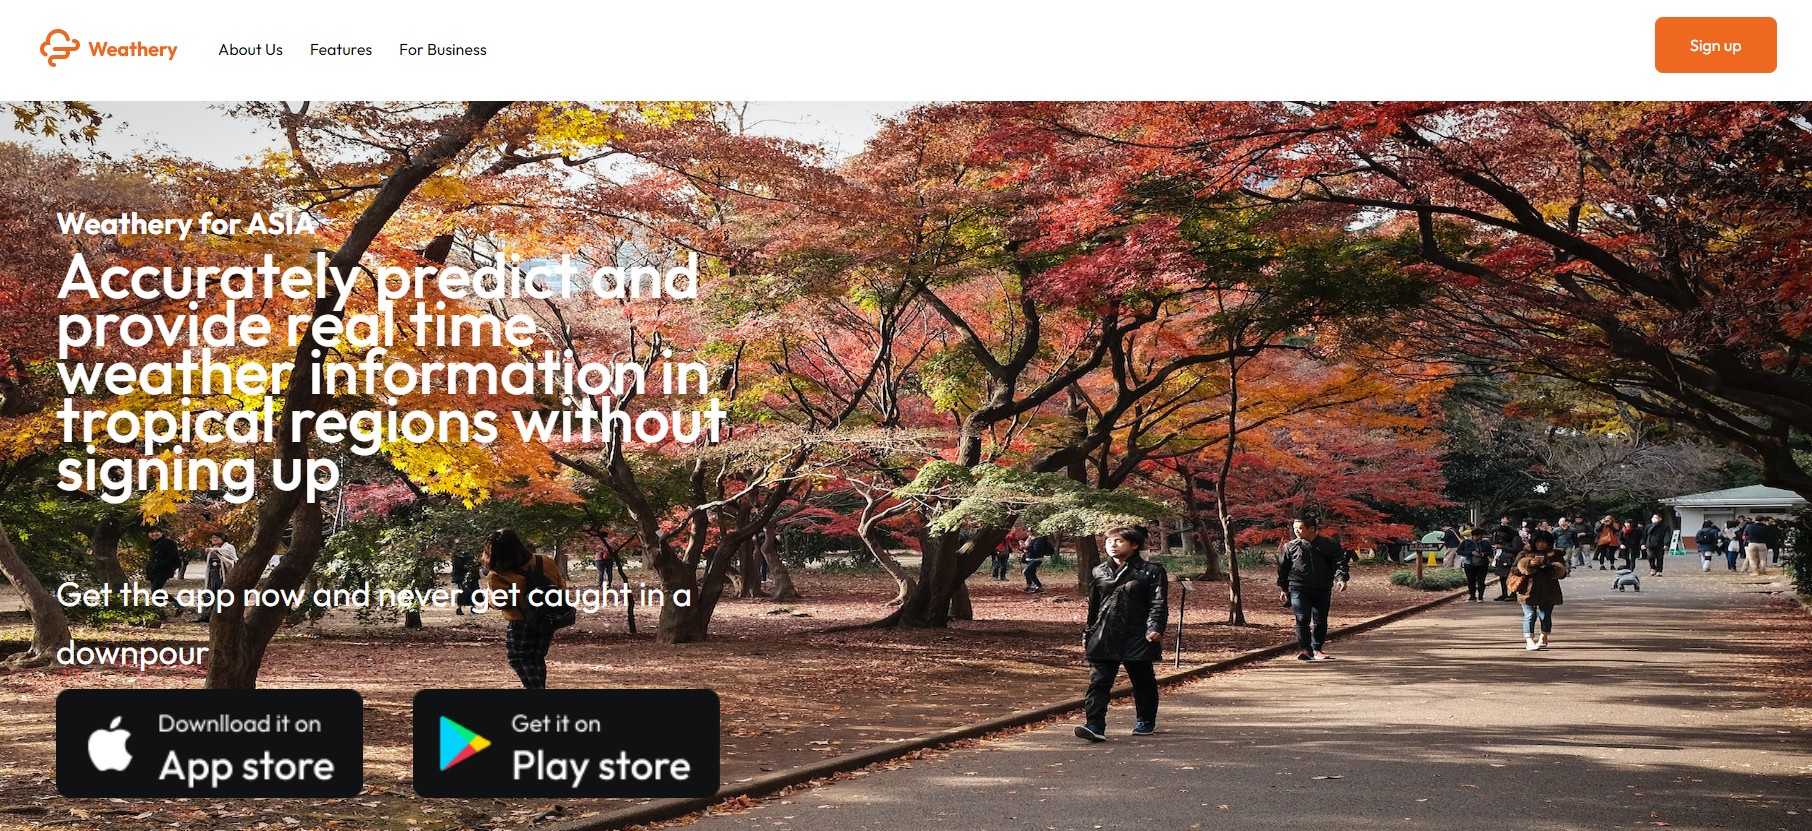 Weathery
About Us
Features
For Business
Sign up
Weathery for ASIA
Accurately predict and
provide real time
weather information in
tropical regions without
signing up
Get the app now and never get caught in a
downpour
Downlload it on
App store
Get it on
Play store